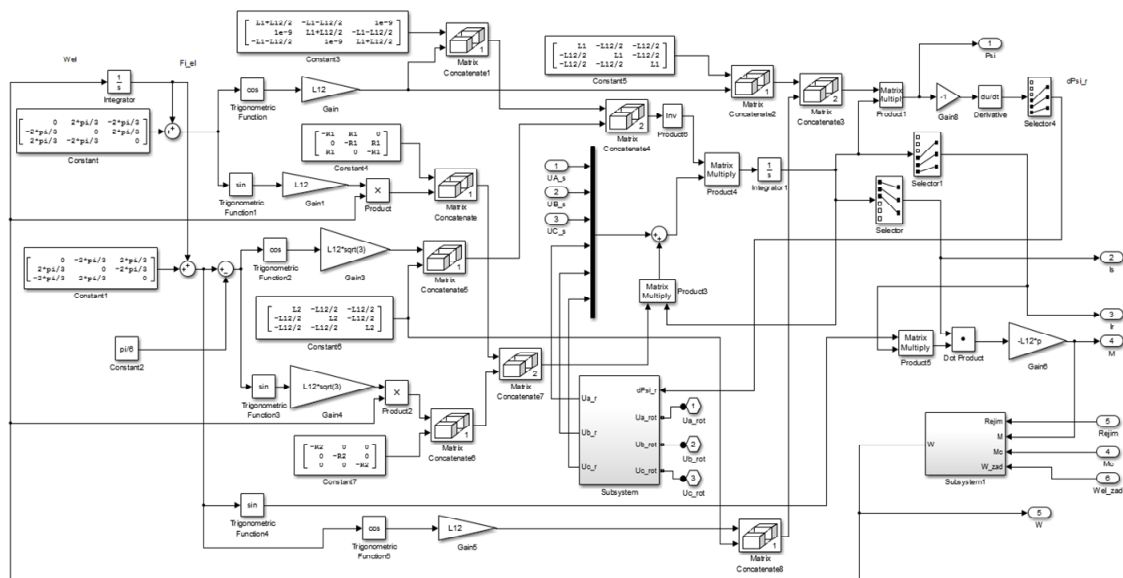 Wel
Fi_el
1
s
Integrator
0 2*pi/3 -2*pi/3
-2*pi/3 0 2*pi/3
2*pi/3 -2*pi/3 0
Constant
L1+L12/2 -L1-L12/2 1e-9
1e-9 L1+L12/2 -L1-L12/2
-L1-L12/2 1e-9 L1+L12/2
Constant3
Matrix
Concatenate1
cos
Trigonometric
Function
L12
Gain
L1 -L12/2 -L12/2
-L12/2 L1 -L12/2
-L12/2 -L12/2 L1
Constant5
Matrix
Concatenate2
Matrix
Concatenate3
Matrix
Multipl
Product1
1
Psi
-1
Gain8
du/dt
Derivative
dPsi_r
Selector4
-R1 R1 0
0 -R1 R1
R1 0 -R1
Constant4
Matrix
Concatenate4
Inv
Product6
Matrix
Multiply
Product4
1
s
Integrator1
Selector1
Selector
sin
Trigonometric
Function1
L12
Gain1
Product
Matrix
Concatenate
1
UA_s
2
UB_s
3
UC_s
0 -2*pi/3 2*pi/3
2*pi/3 0 -2*pi/3
-2*pi/3 2*pi/3 0
Constant1
cos
Trigonometric
Function2
L12*sqrt(3)
Gain3
Matrix
Concatenate5
Matrix
Multiply
Product3
2
Is
3
Ir
4
M
L2 -L12/2 -L12/2
-L12/2 L2 -L12/2
-L12/2 -L12/2 L2
Constant6
pi/6
Constant2
Matrix
Multiply
Product5
Dot Product
-L12*p
Gain6
sin
Trigonometric
Function3
L12*sqrt(3)
Gain4
Product2
Matrix
Concatenate7
Matrix
Concatenate6
-R2 0 0
0 -R2 0
0 0 -R2
Constant7
dPsi_r
Ua_r
Ub_r
Uc_r
Ua_rot
Ub_rot
Uc_rot
Subsystem
1
Ua_rot
2
Ub_rot
3
Uc_rot
W
Rejim
M
Mc
W_zad
Subsystem1
5
Rejim
4
Mc
6
Wel_zad
5
W
sin
Trigonometric
Function4
cos
Trigonometric
Function5
L12
Gain5
Matrix
Concatenate8